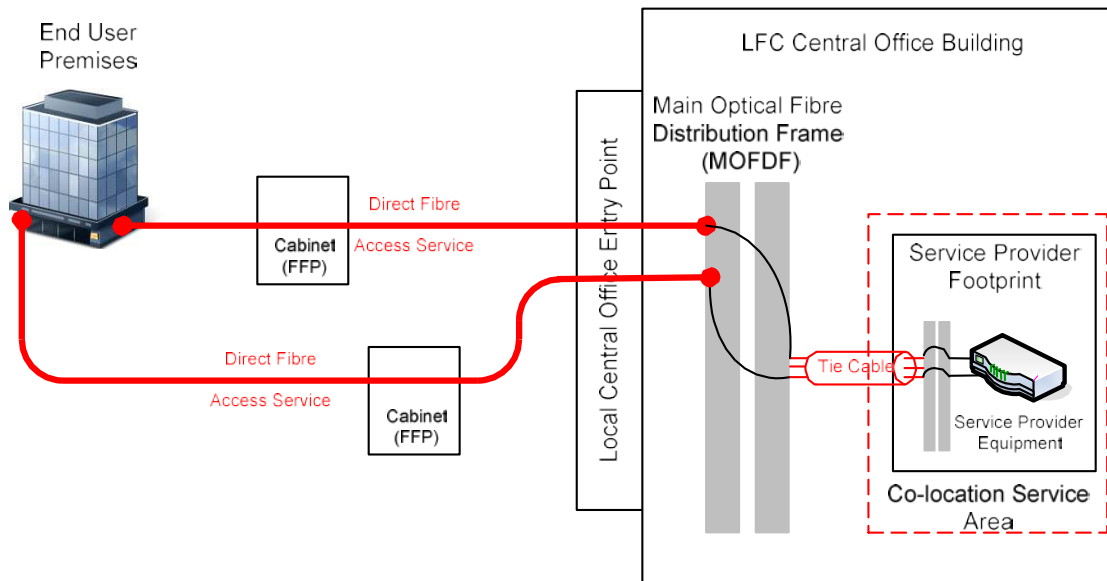 End User
Premises
LFC Central Office Building
Main Optical Fibre
Distribution Frame
(MOFDF)
Local Central Office Entry Point
Direct Fibre
Access Service
Cabinet
(FFP)
Direct Fibre
Access Service
Cabinet
(FFP)
Tie Cable
Service Provider
Footprint
Service Provider
Equipment
Co-location Service
Area